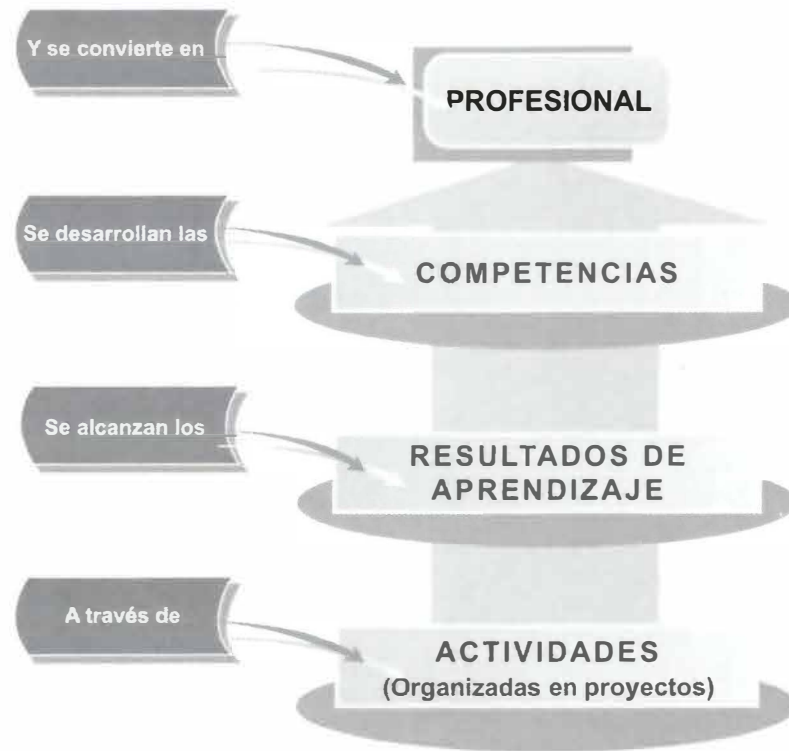 Y se convierte en
PROFESIONAL
Se desarrollan las
COMPETENCIAS
Se alcanzan los
RESULTADOS DE
APRENDIZAJE
A través de
ACTIVIDADES
(Organizadas en proyectos)